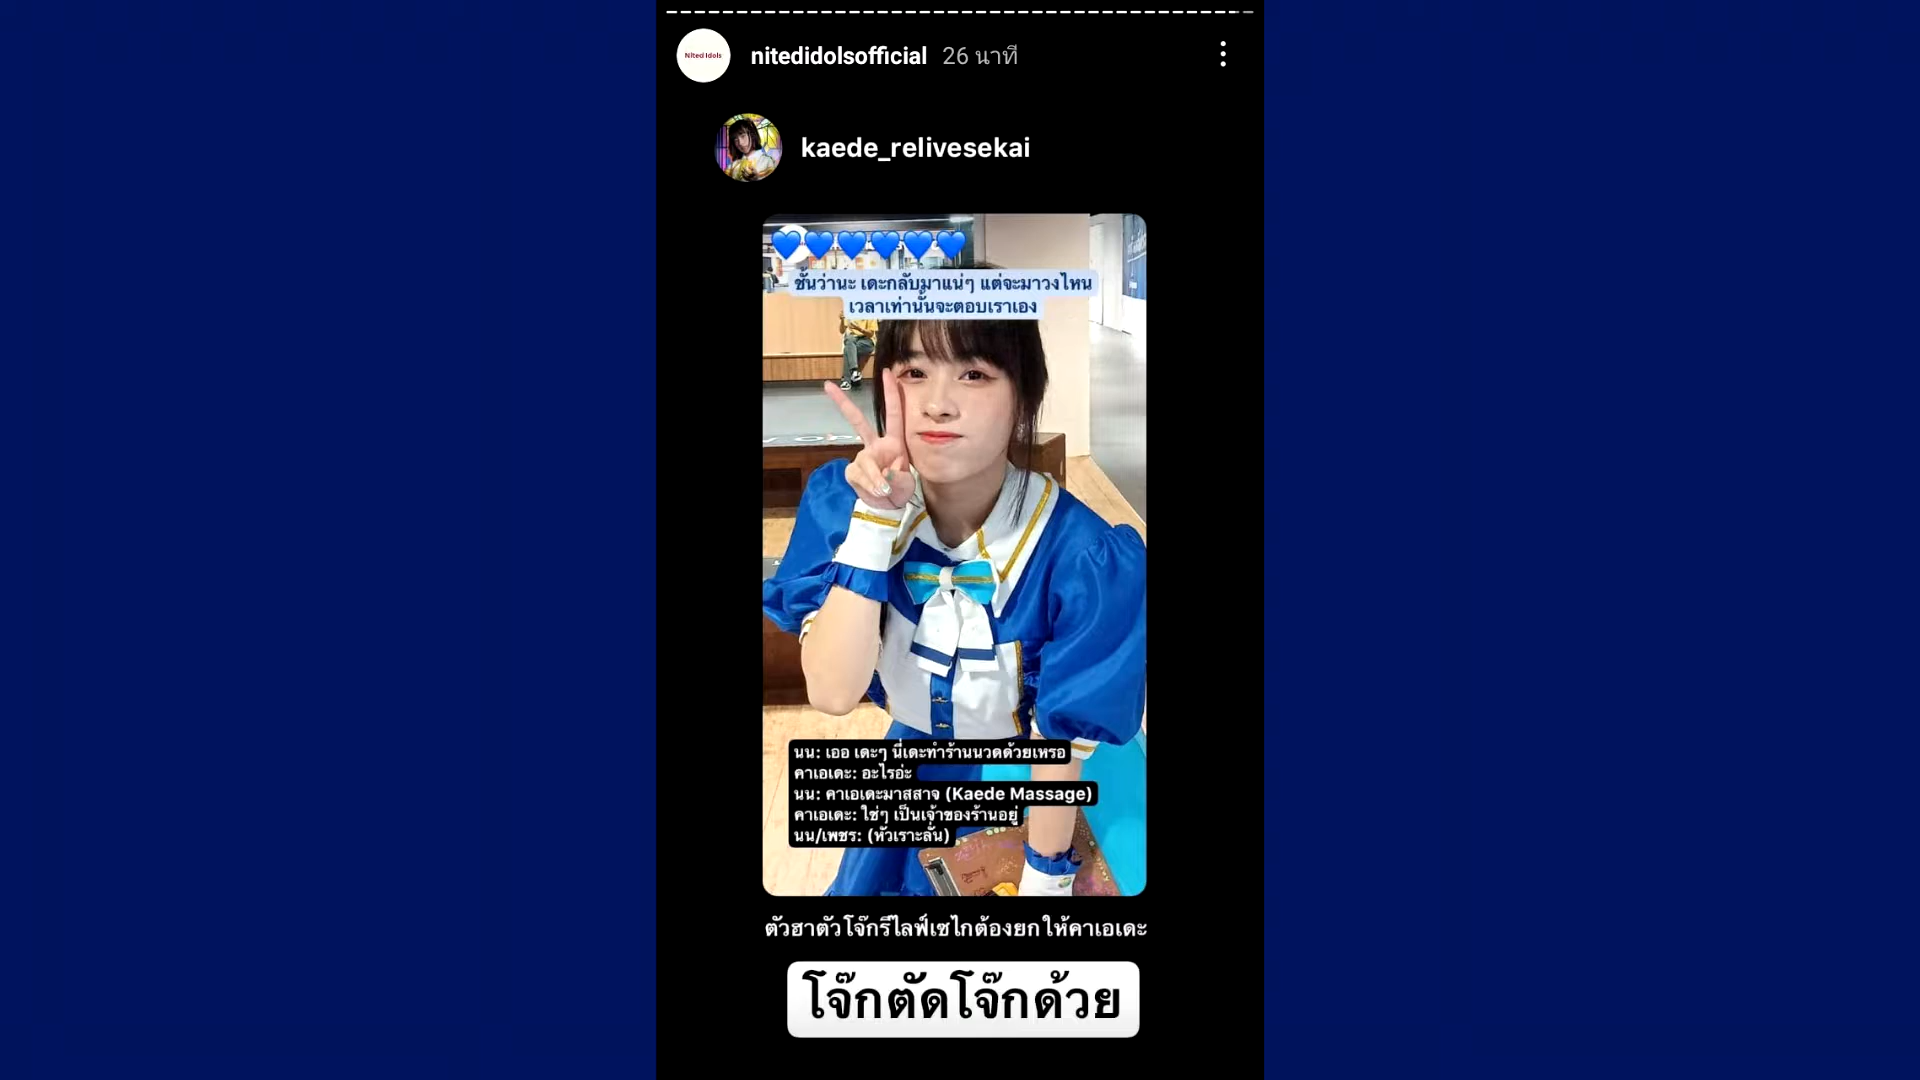 Nited Idols
nitedidolsofficial 26 นาที
kaede_relivesekai
ชั้นว่านะ เดะกลับมาแน่ๆ แต่จะมาวงไหน
เวลาเท่านั้นจะตอบเราเอง
นน: เออ เดะๆ นี่เดะทำร้านนวดด้วยเหรอ
คาเอเดะ: อะไรอ่ะ
นน: คาเอเดะมาสสาจ (Kaede Massage)
คาเอเดะ: ใช่ๆ เป็นเจ้าของร้านอยู่
นน/เพชร: (หัวเราะลั่น)
ตัวฮาตัวโจ๊กรีไลฟ์เซไกต้องยกให้คาเอเดะ
โจ๊กตัดโจ๊กด้วย